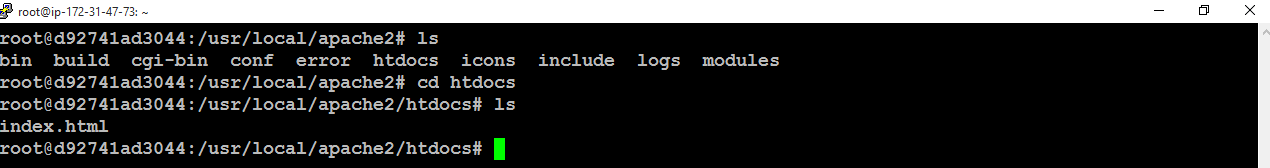 root@ip-172-31-47-73: ~
root@d92741ad3044:/usr/local/apache2# ls
bin  build  cgi-bin  conf  error  htdocs  icons  include  logs  modules
root@d92741ad3044:/usr/local/apache2# cd htdocs
root@d92741ad3044:/usr/local/apache2/htdocs# ls
index.html
root@d92741ad3044:/usr/local/apache2/htdocs#